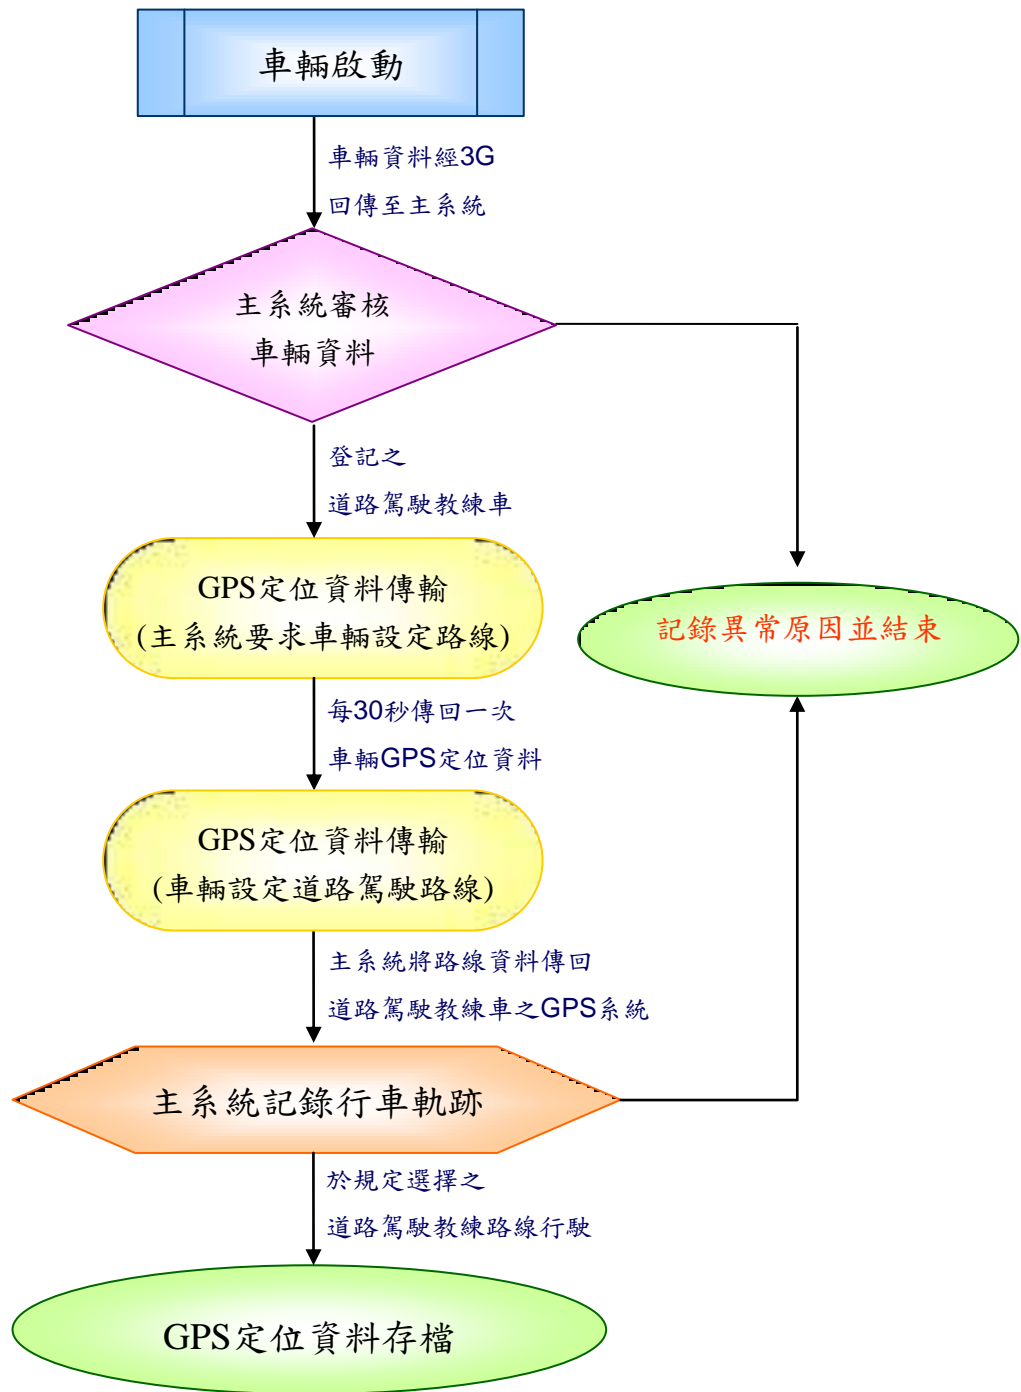 車輛啟動
車輛資料經3G
回傳至主系統
主系統審核
車輛資料
登記之
道路駕駛教練車
GPS定位資料傳輸
(主系統要求車輛設定路線)
記錄異常原因並結束
每30秒傳回一次
車輛GPS定位資料
GPS定位資料傳輸
(車輛設定道路駕駛路線)
主系統將路線資料傳回
道路駕駛教練車之GPS系統
主系統記錄行車軌跡
於規定選擇之
道路駕駛教練路線行駛
GPS定位資料存檔